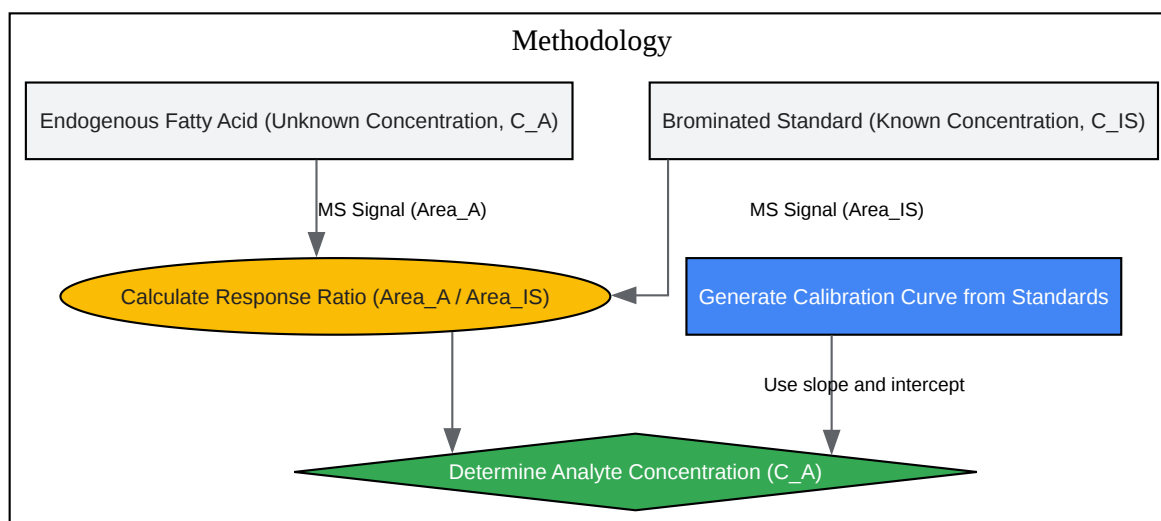 Methodology
Endogenous Fatty Acid (Unknown Concentration, C_A)
Brominated Standard (Known Concentration, C_IS)
MS Signal (Area_A)
MS Signal (Area_IS)
Calculate Response Ratio (Area_A / Area_IS)
Generate Calibration Curve from Standards
Use slope and intercept
Determine Analyte Concentration (C_A)